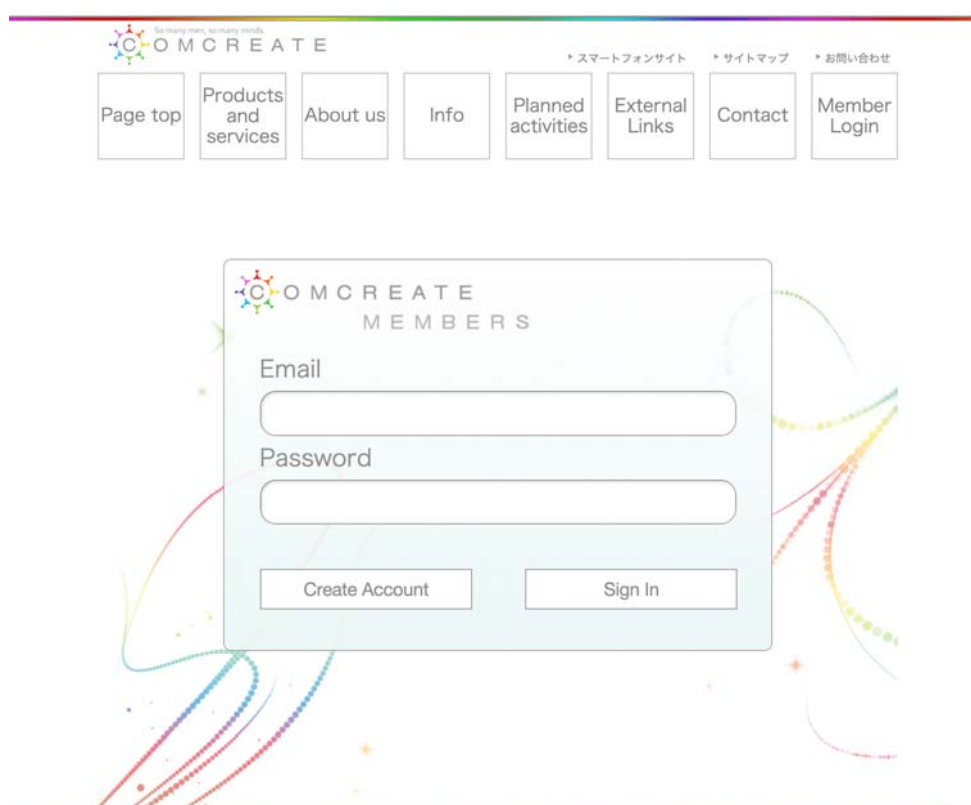 So many men, so many minds.
COMCREATE
スマートフォンサイト サイトマップ お問い合わせ
Page top
Products
and
services
About us
Info
Planned
activities
External
Links
Contact
Member
Login
COMCREATE
MEMBERS
Email
Password
Create Account Sign In